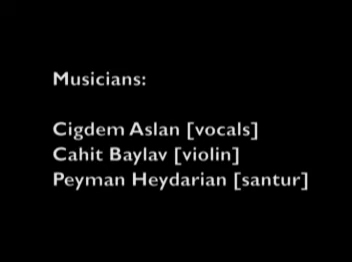 Musicians:
Cigdem Aslan [vocals]
Cahit Baylav [violin]
Peyman Heydarian [santur]